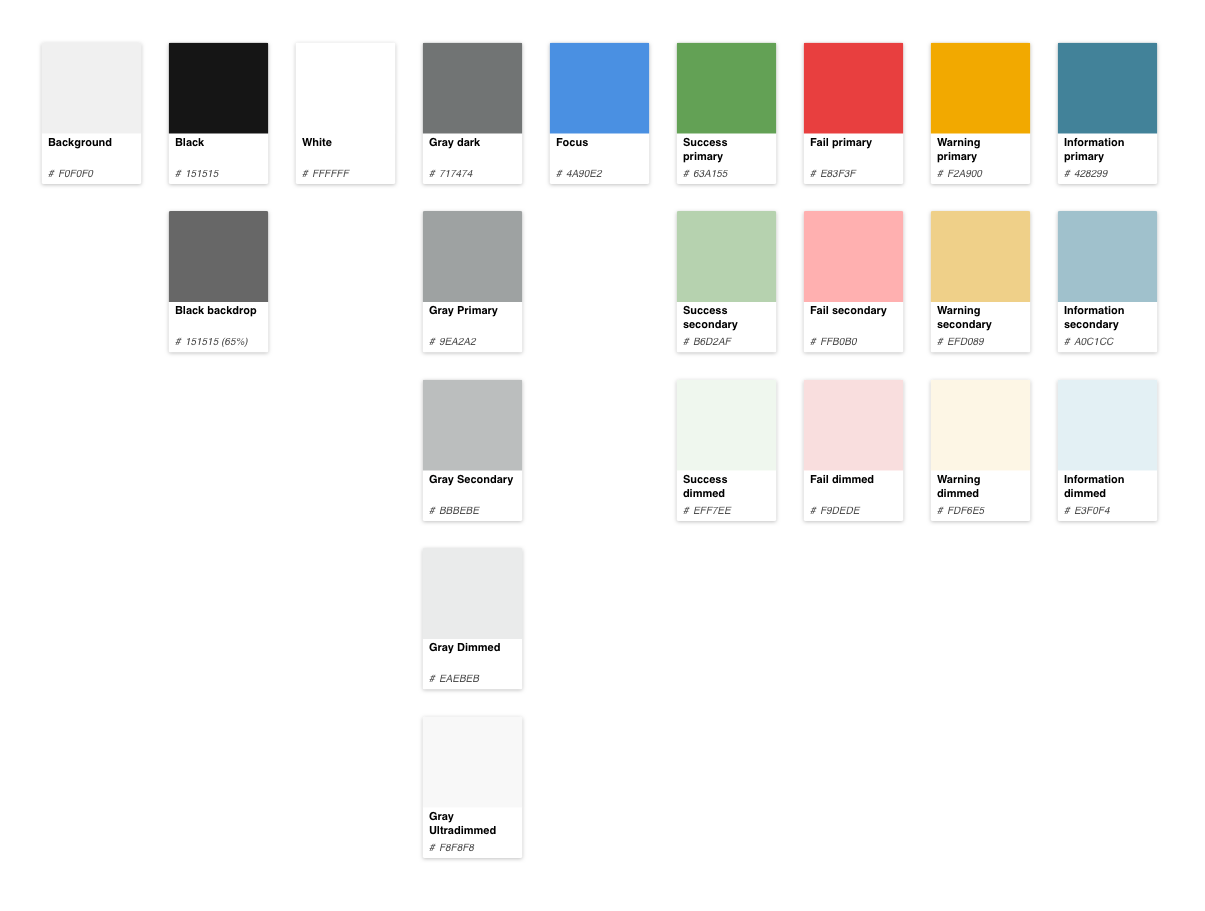 Background
# F0F0F0
Black
# 151515
White
# FFFFFF
Gray dark
# 717474
Focus
# 4A90E2
Success
primary
# 63A155
Fail primary
# E83F3F
Warning
primary
# F2A900
Information
primary
# 428299
Black backdrop
# 151515 (65%)
Gray Primary
# 9EA2A2
Success
secondary
# B6D2AF
Fail secondary
# FFB0B0
Warning
secondary
# EFD089
Information
secondary
# A0C1CC
Gray Secondary
# BBBEBE
Success
dimmed
# EFF7EE
Fail dimmed
# F9DEDE
Warning
dimmed
# FDF6E5
Information
dimmed
# E3F0F4
Gray Dimmed
# EAEBEB
Gray
Ultradimmed
# F8F8F8